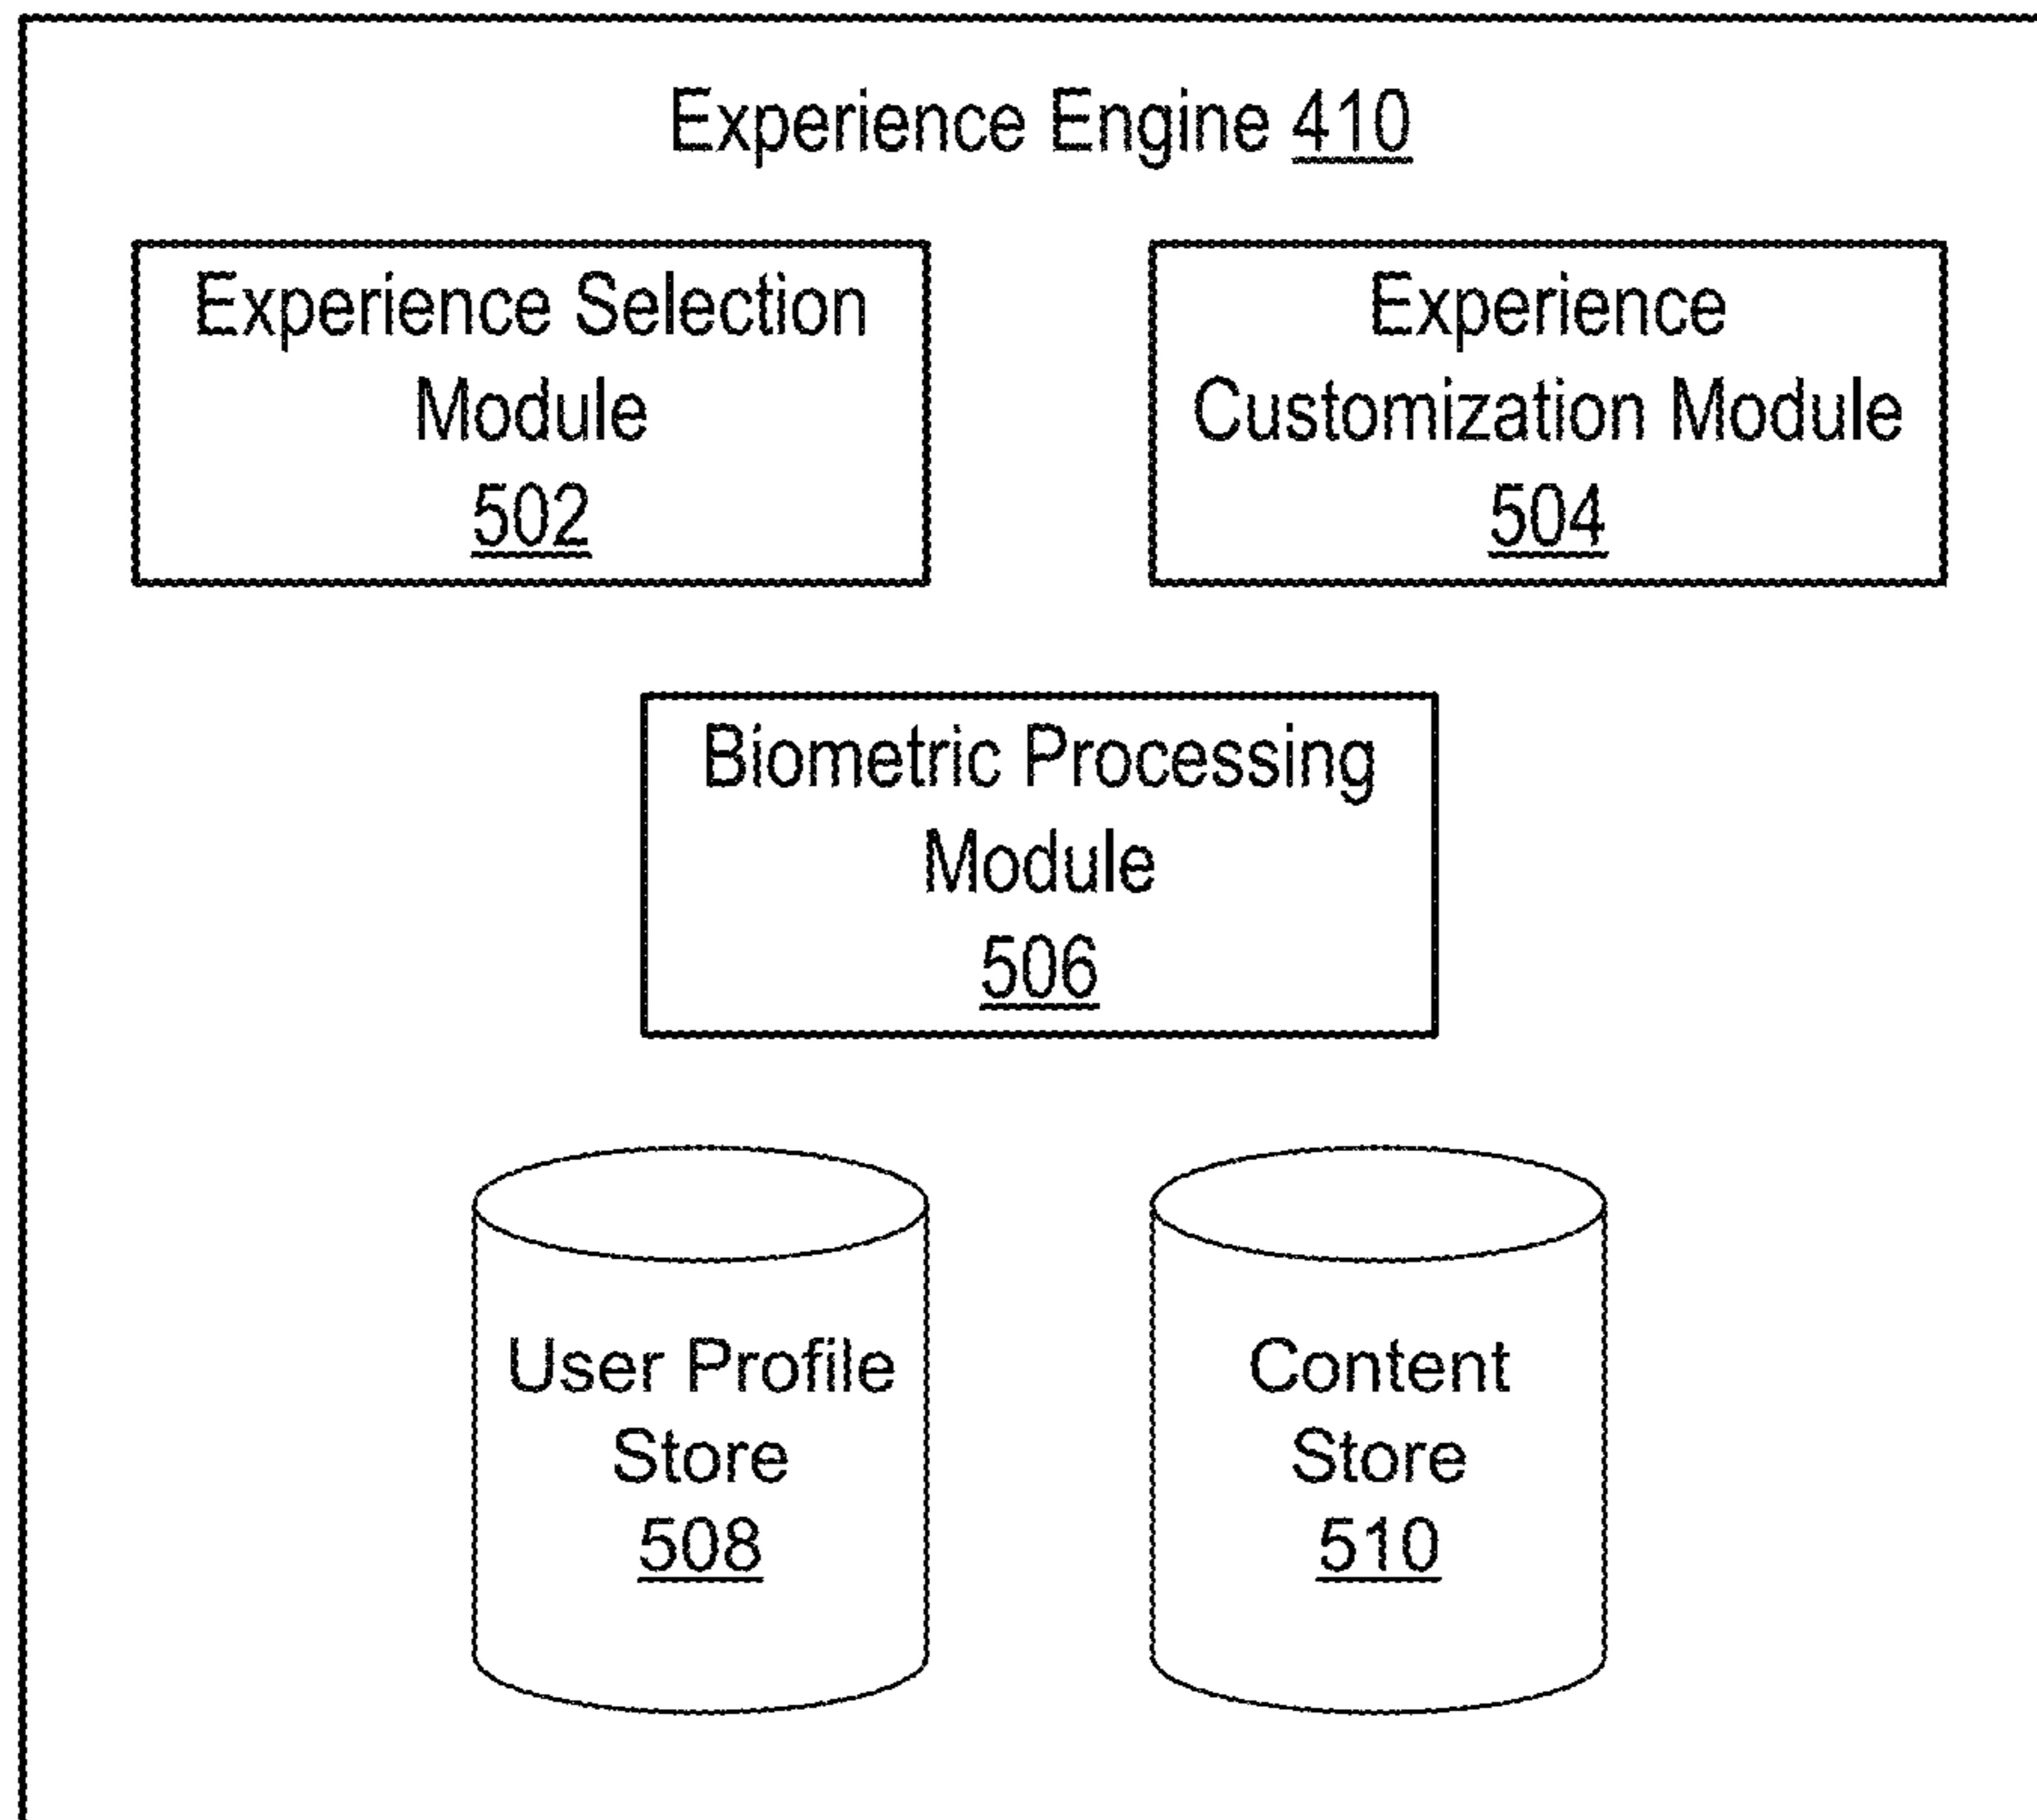 Experience Engine 410
Experience Selection
Module
502
Experience
Customization Module
504
Biometric Processing
Module
506
User Profile
Store
508
Content
Store
510